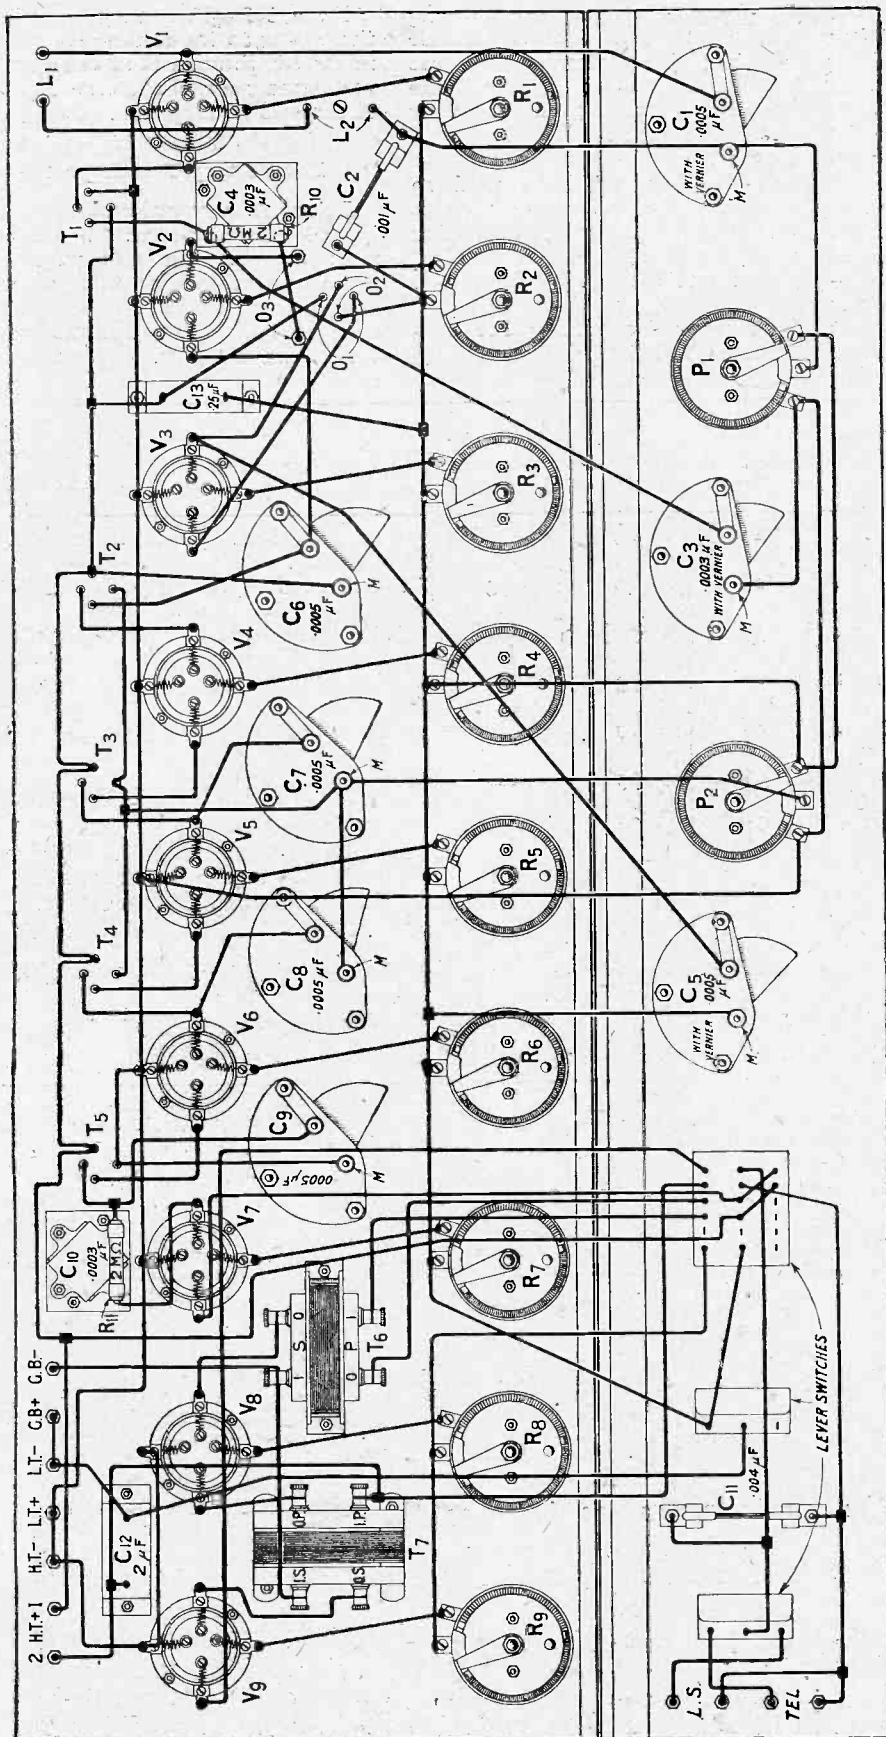 2. H.T.+1 H.T.- L.T.+ L.T.- G.B+ G.B-
L1
V1
T1
C4
.0003
µF
2 MΩ
R10
L2
C2
.001 µF
R1
C1
.0005
µF
WITH
VERNIER
M
V2
O3
O1
O2
R2
P1
C13
.25 µF
V3
R3
C3
.0003 µF
WITH VERNIER
M
T2
C6
.0005
µF
M
V4
R4
T3
C7
.0005
µF
M
V5
R5
P2
T4
C8
.0005 µF
M
V6
R6
C5
.0005
µF
WITH
VERNIER
M
T5
C9
.0005 µF
M
C10
.0003
µF
2 MΩ
R11
V7
R7
I S O
O P I
T6
V8
R8
LEVER SWITCHES
C12
2 µF
O.P. I.P.
I.S. O.S.
T7
C11
.004 µF
V9
R9
L.S.
TEL